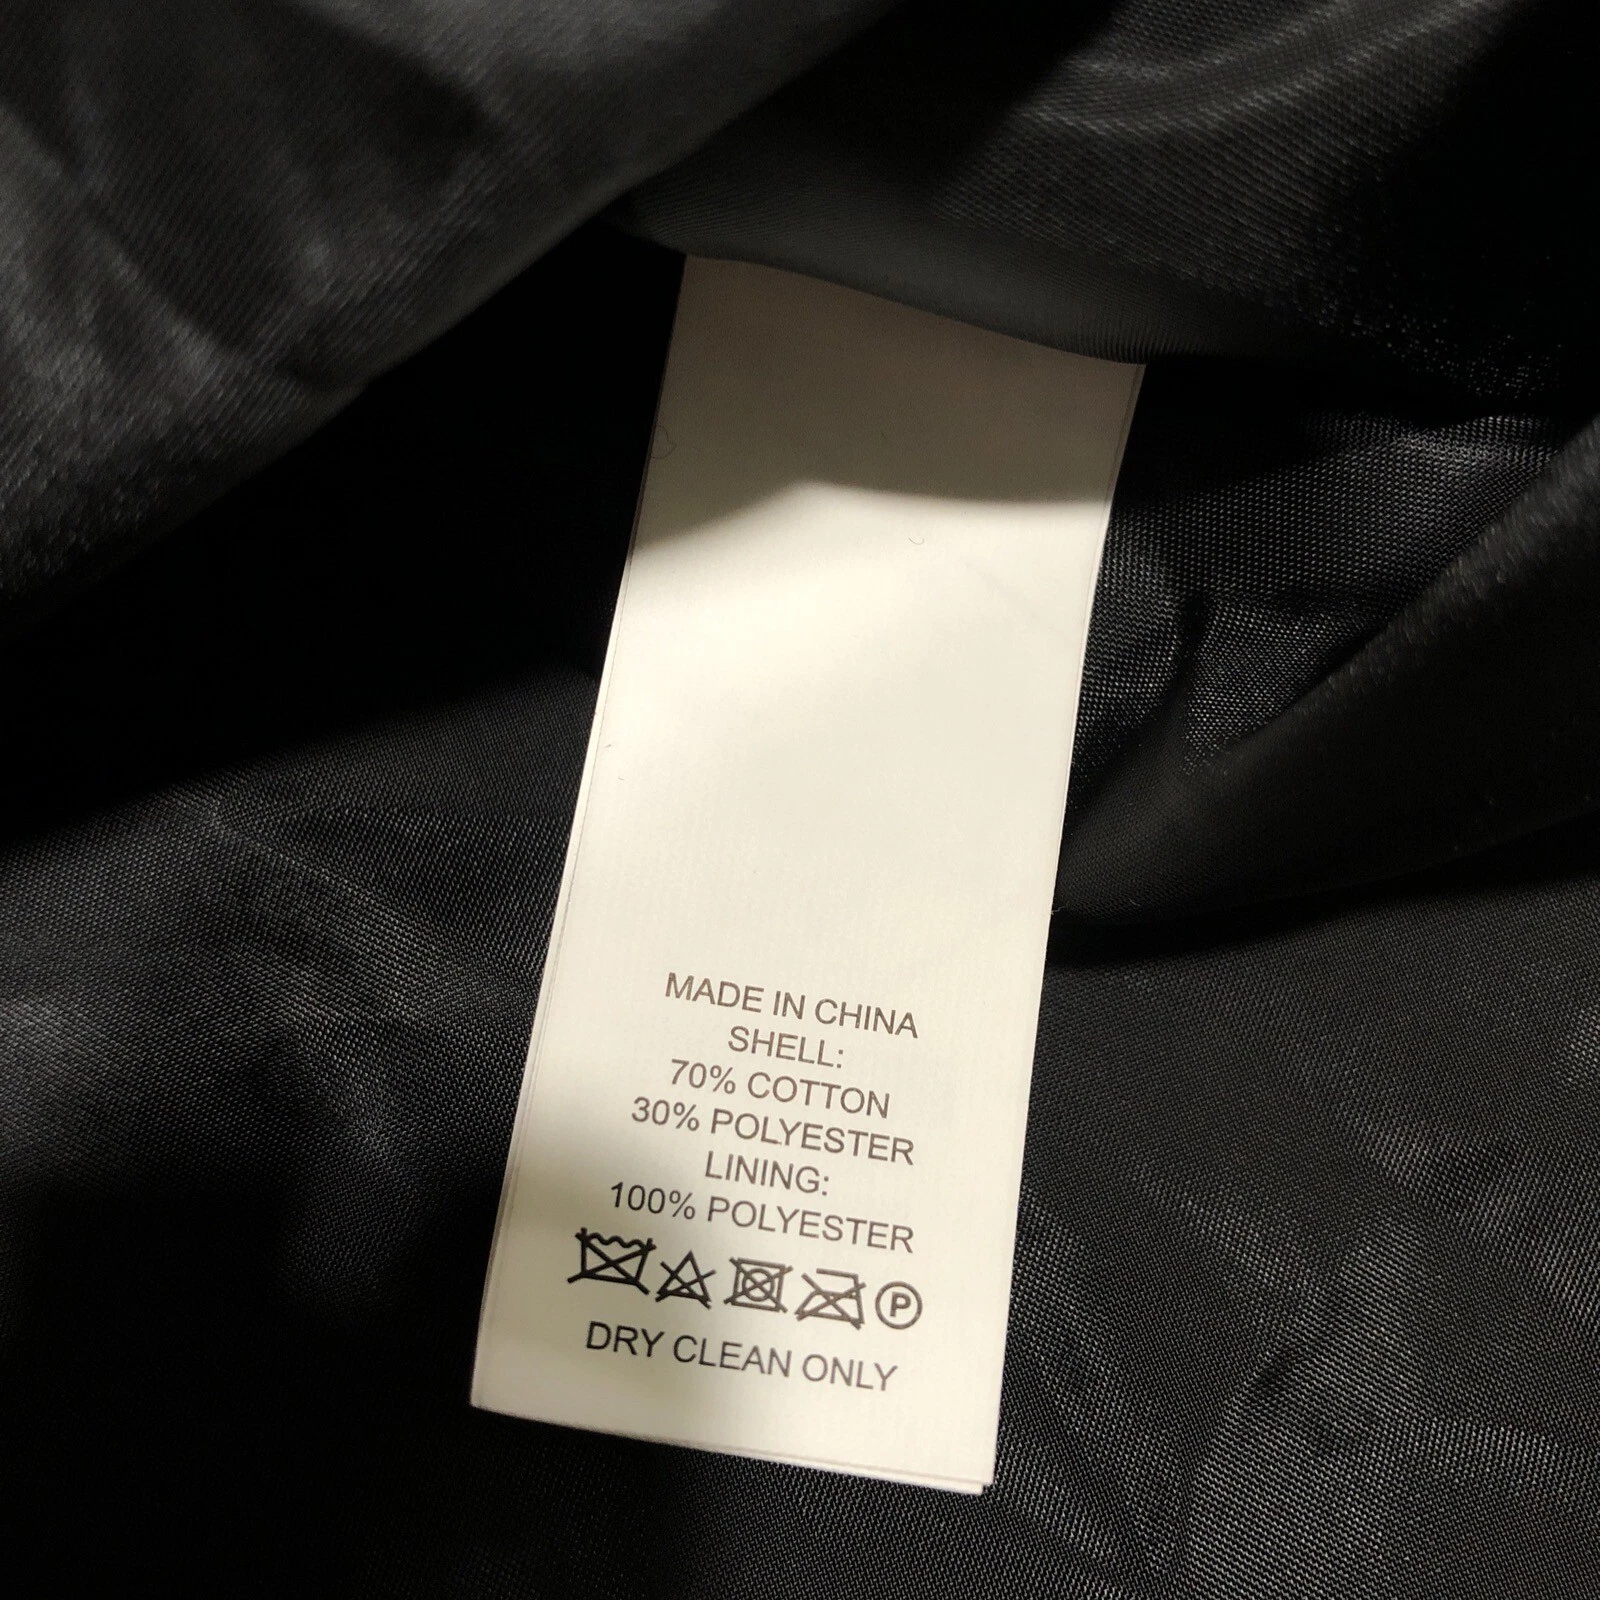 MADE IN CHINA
SHELL:
70% COTTON
30% POLYESTER
LINING:
100% POLYESTER
P
DRY CLEAN ONLY